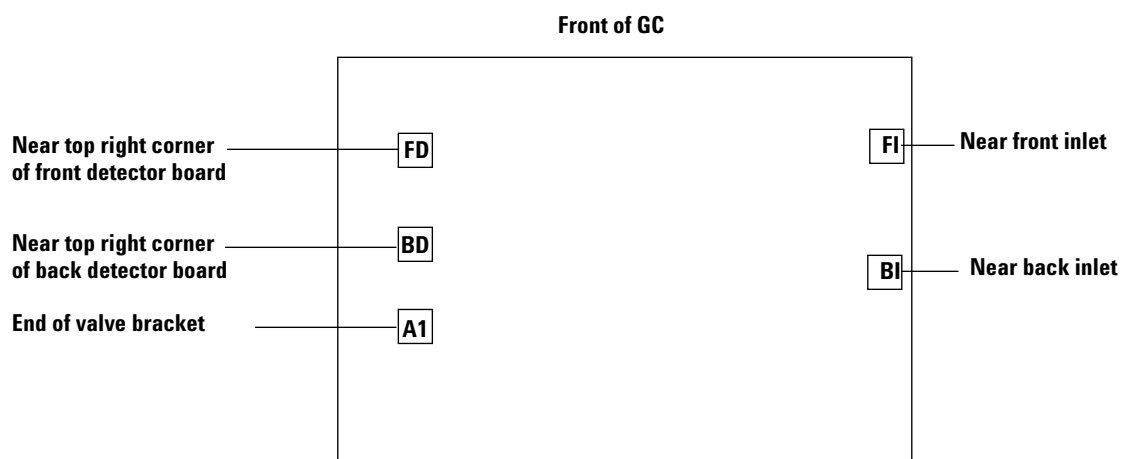 Front of GC
Near top right corner
of front detector board
FD
FI
Near front inlet
Near top right corner
of back detector board
BD
BI
Near back inlet
End of valve bracket
A1